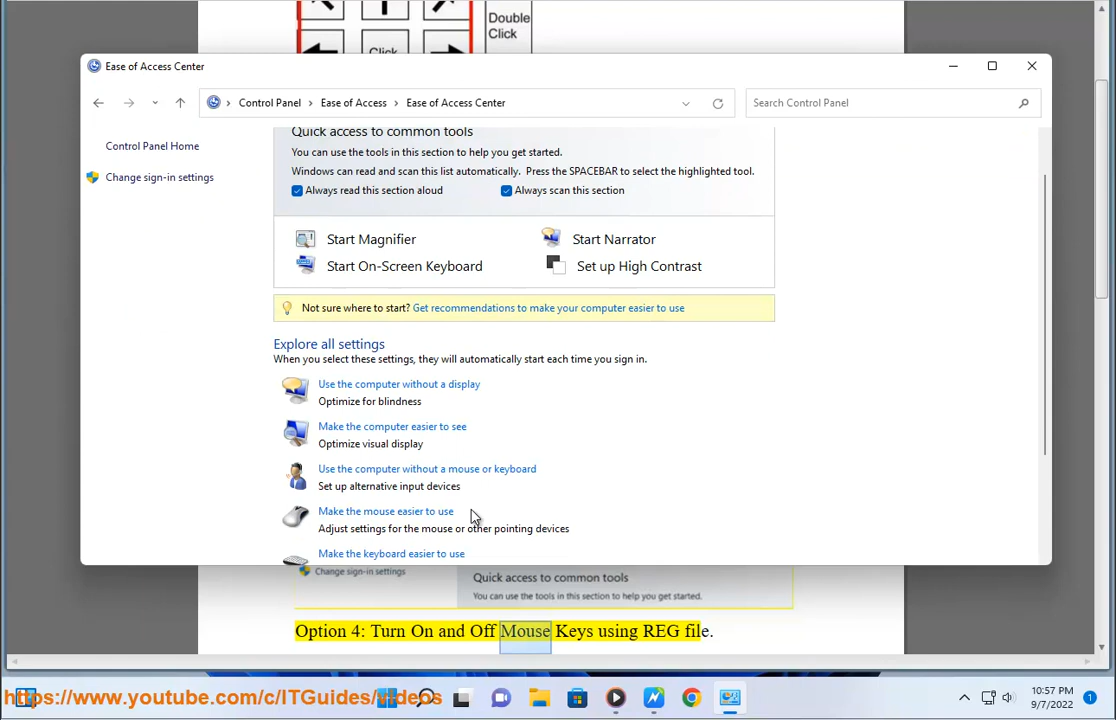 Double
Click
Click
Ease of Access Center
Control Panel > Ease of Access > Ease of Access Center
Search Control Panel
Control Panel Home
Change sign-in settings
Quick access to common tools
You can use the tools in this section to help you get started.
Windows can read and scan this list automatically. Press the SPACEBAR to select the highlighted tool.
Always read this section aloud
Always scan this section
Start Magnifier
Start Narrator
Start On-Screen Keyboard
Set up High Contrast
Not sure where to start? Get recommendations to make your computer easier to use
Explore all settings
When you select these settings, they will automatically start each time you sign in.
Use the computer without a display
Optimize for blindness
Make the computer easier to see
Optimize visual display
Use the computer without a mouse or keyboard
Set up alternative input devices
Make the mouse easier to use
Adjust settings for the mouse or other pointing devices
Make the keyboard easier to use
Change sign-in settings
Quick access to common tools
You can use the tools in this section to help you get started.
Option 4: Turn On and Off Mouse Keys using REG file.
https://www.youtube.com/c/ITGuides/videos
10:57 PM
9/7/2022
1